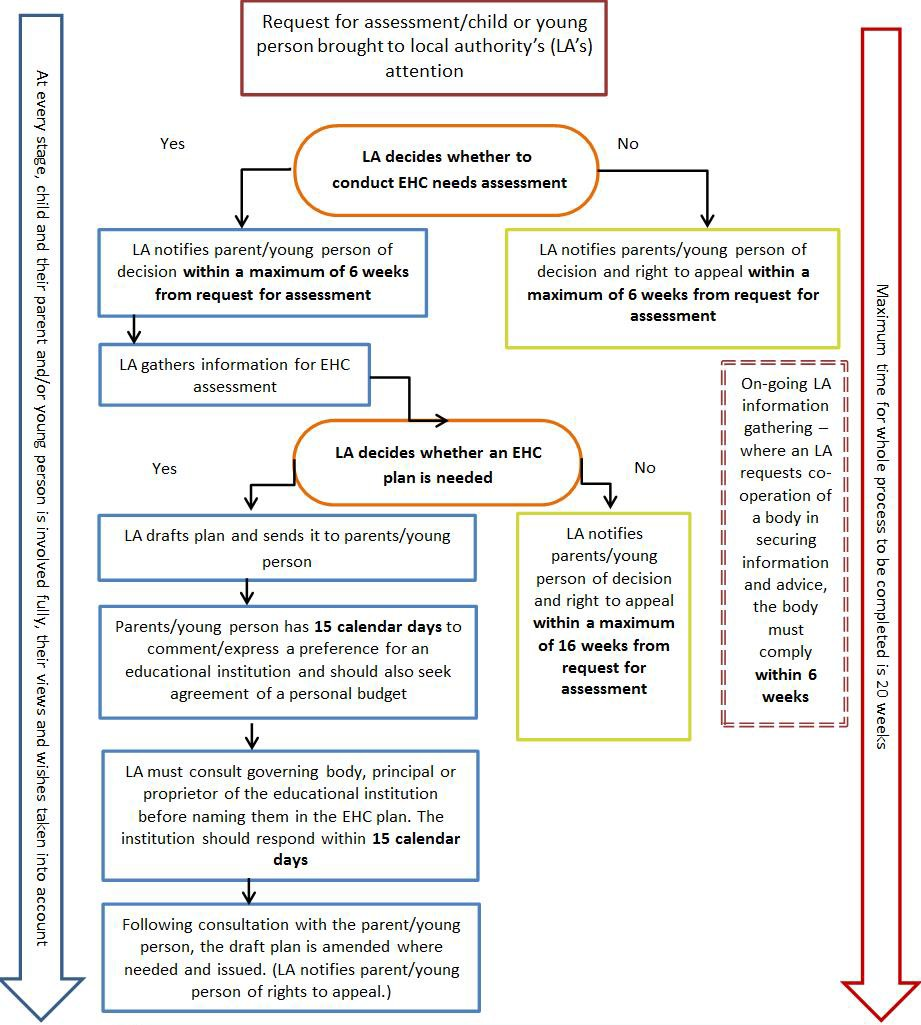 Request for assessment/child or young
person brought to local authority's (LA's)
attention
Yes
No
LA decides whether to
conduct EHC needs assessment
LA notifies parent/young person of
decision within a maximum of 6 weeks
from request for assessment
LA notifies parents/young person of
decision and right to appeal within a
maximum of 6 weeks from request for
assessment
LA gathers information for EHC
assessment
On-going LA
information
gathering –
where an LA
requests co-
operation of
a body in
securing
information
and advice,
the body
must
comply
within 6
weeks
LA decides whether an EHC
plan is needed
Yes
No
LA drafts plan and sends it to parents/young
person
LA notifies
parents/young
person of decision
and right to appeal
within a maximum
of 16 weeks from
request for
assessment
Parents/young person has 15 calendar days to
comment/express a preference for an
educational institution and should also seek
agreement of a personal budget
LA must consult governing body, principal or
proprietor of the educational institution
before naming them in the EHC plan. The
institution should respond within 15 calendar
days
Following consultation with the parent/young
person, the draft plan is amended where
needed and issued. (LA notifies parent/young
person of rights to appeal.)
At every stage, child and their parent and/or young person is involved fully, their views and wishes taken into account
Maximum time for whole process to be completed is 20 weeks